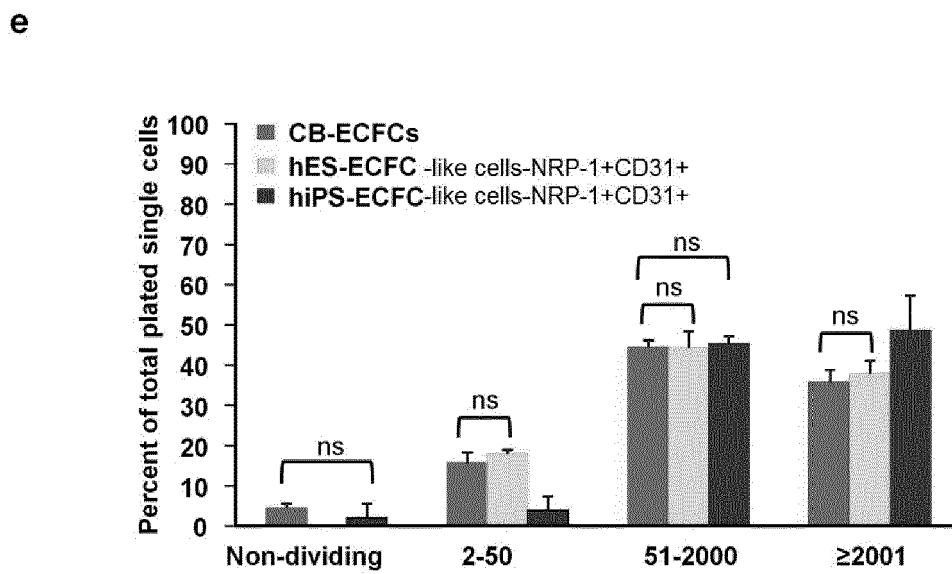 e
Percent of total plated single cells
100
90
80
70
60
50
40
30
20
10
0
CB-ECFCs
hES-ECFC -like cells-NRP-1+CD31+
hiPS-ECFC-like cells-NRP-1+CD31+
ns
ns
ns
ns
ns
Non-dividing 2-50 51-2000 ≥2001